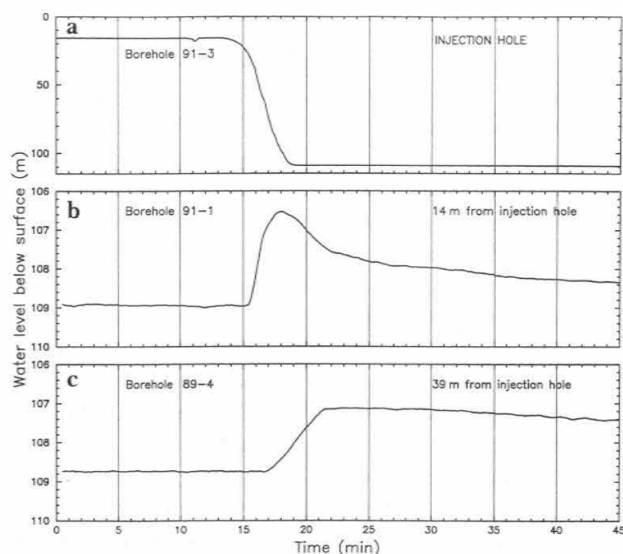 0
a
INJECTION HOLE
Borehole 91-3
50
100
106
b
Borehole 91-1
14 m from injection hole
107
108
109
110
106
c
Borehole 89-4
39 m from injection hole
107
108
109
110
0 5 10 15 20 25 30 35 40 45
Time (min)
Water level below surface (m)